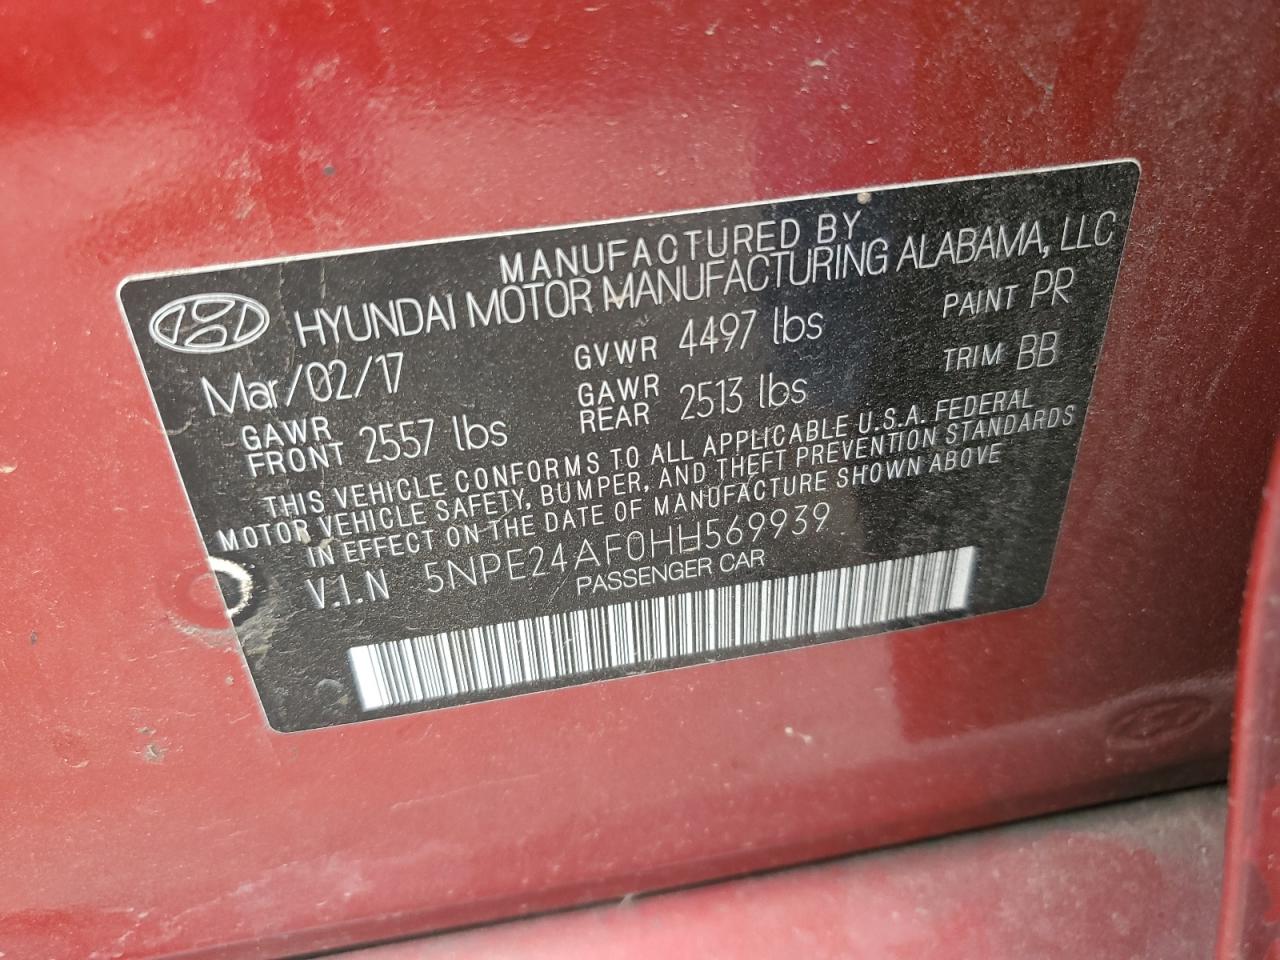 MANUFACTURED BY
HYUNDAI MOTOR MANUFACTURING ALABAMA, LLC
Mar/02/17 GVWR 4497 lbs PAINT PR
GAWR FRONT 2557 lbs GAWR REAR 2513 lbs TRIM BB
THIS VEHICLE CONFORMS TO ALL APPLICABLE U.S.A. FEDERAL
MOTOR VEHICLE SAFETY, BUMPER, AND THEFT PREVENTION STANDARDS
IN EFFECT ON THE DATE OF MANUFACTURE SHOWN ABOVE
V.I.N 5NPE24AF0HH569939
PASSENGER CAR